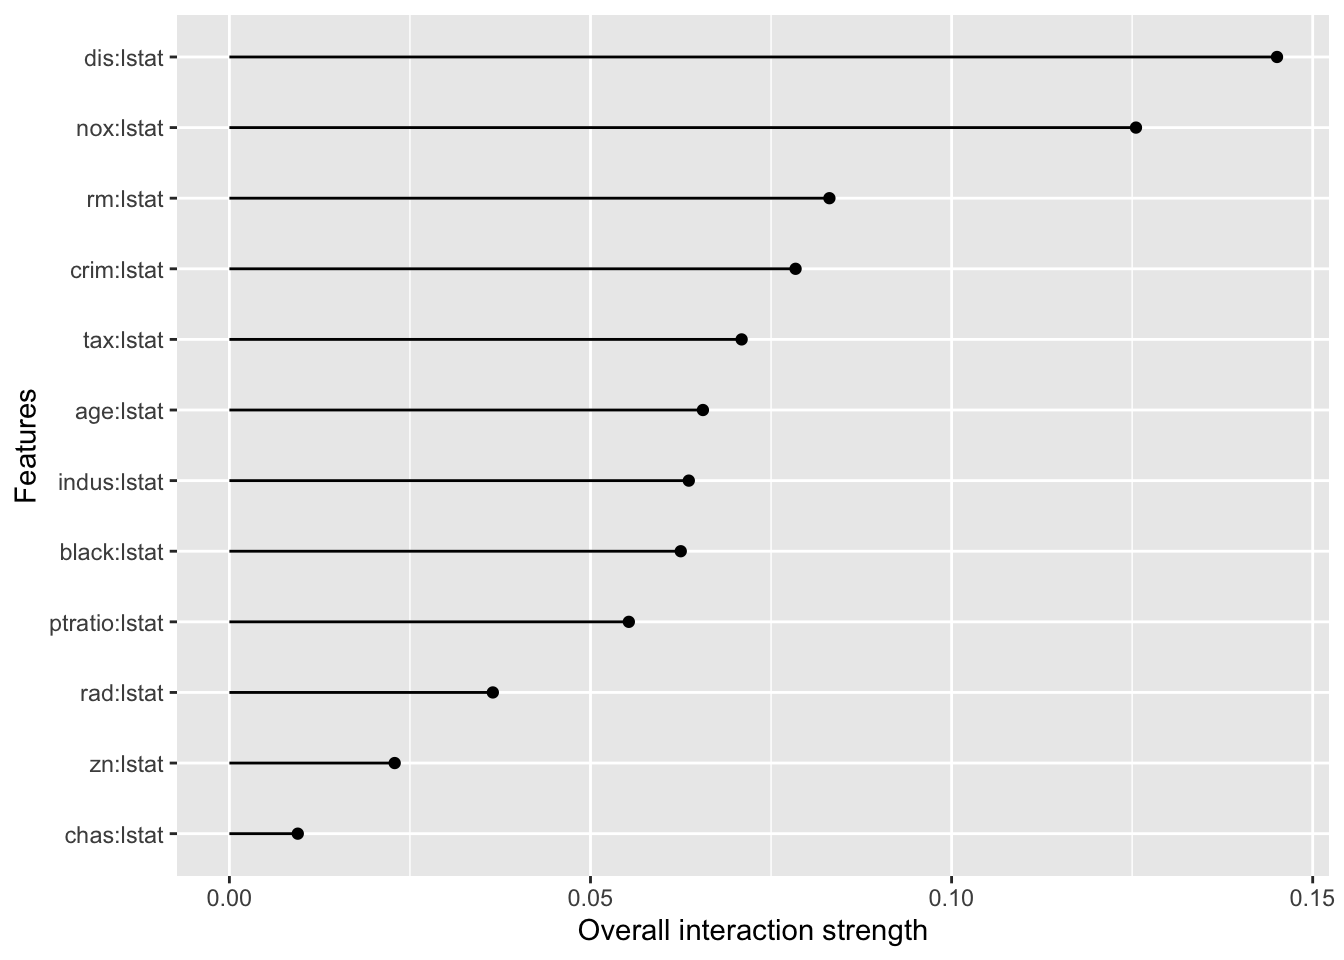 dis:lstat
nox:lstat
rm:lstat
crim:lstat
tax:lstat
age:lstat
indus:lstat
black:lstat
ptratio:lstat
rad:lstat
zn:lstat
chas:lstat
Features
0.00 0.05 0.10 0.15
Overall interaction strength